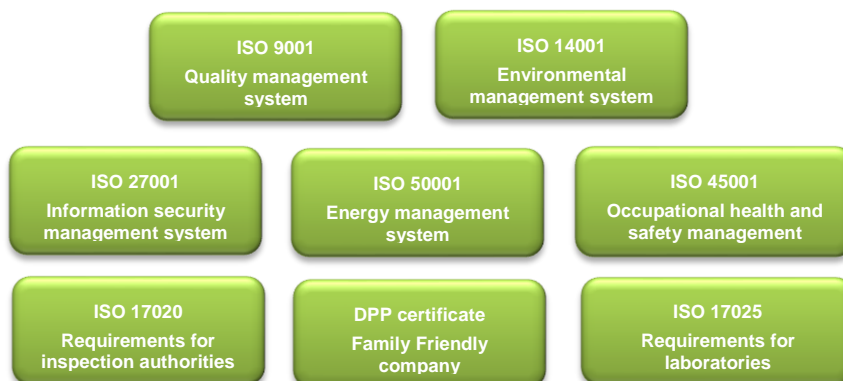 ISO 9001
Quality management
system
ISO 14001
Environmental
management system
ISO 27001
Information security
management system
ISO 50001
Energy management
system
ISO 45001
Occupational health and
safety management
ISO 17020
Requirements for
inspection authorities
DPP certificate
Family Friendly
company
ISO 17025
Requirements for
laboratories